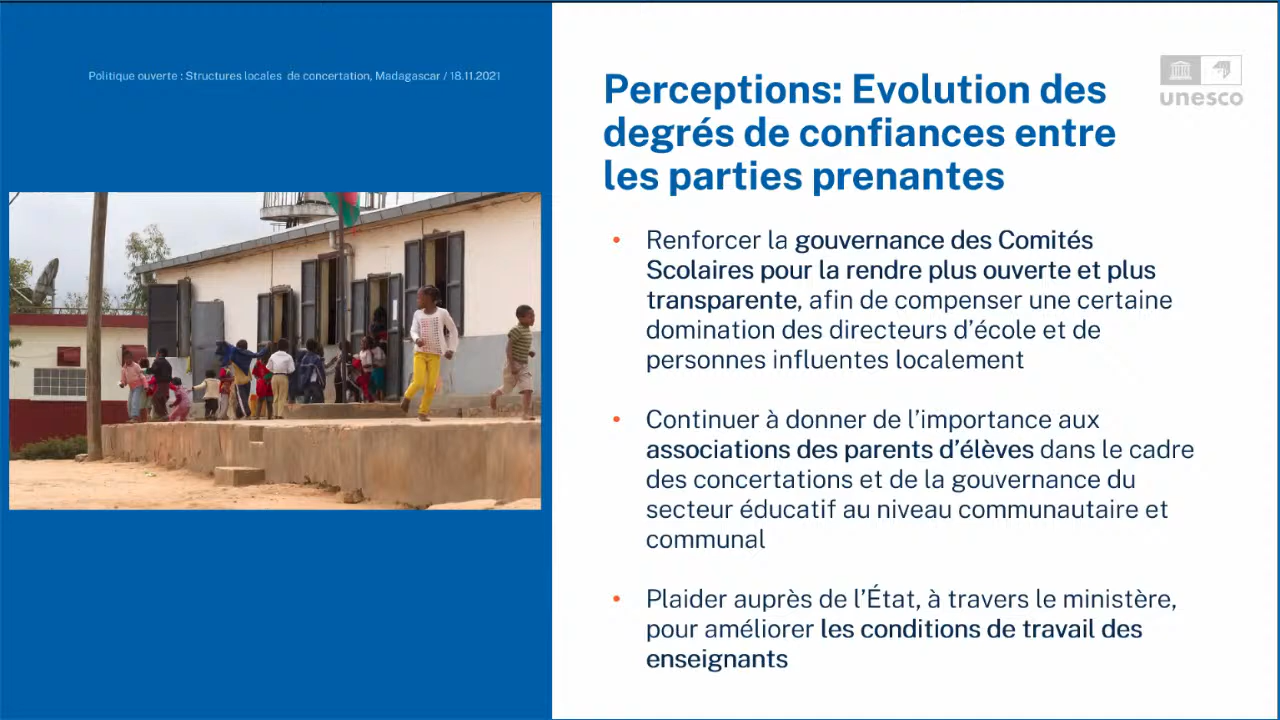 Politique ouverte : Structures locales de concertation, Madagascar / 18.11.2021
Perceptions: Evolution des
degrés de confiances entre
les parties prenantes
unesco
• Renforcer la gouvernance des Comités
Scolaires pour la rendre plus ouverte et plus
transparente, afin de compenser une certaine
domination des directeurs d’école et de
personnes influentes localement
• Continuer à donner de l’importance aux
associations des parents d’élèves dans le cadre
des concertations et de la gouvernance du
secteur éducatif au niveau communautaire et
communal
• Plaider auprès de l’État, à travers le ministère,
pour améliorer les conditions de travail des
enseignants